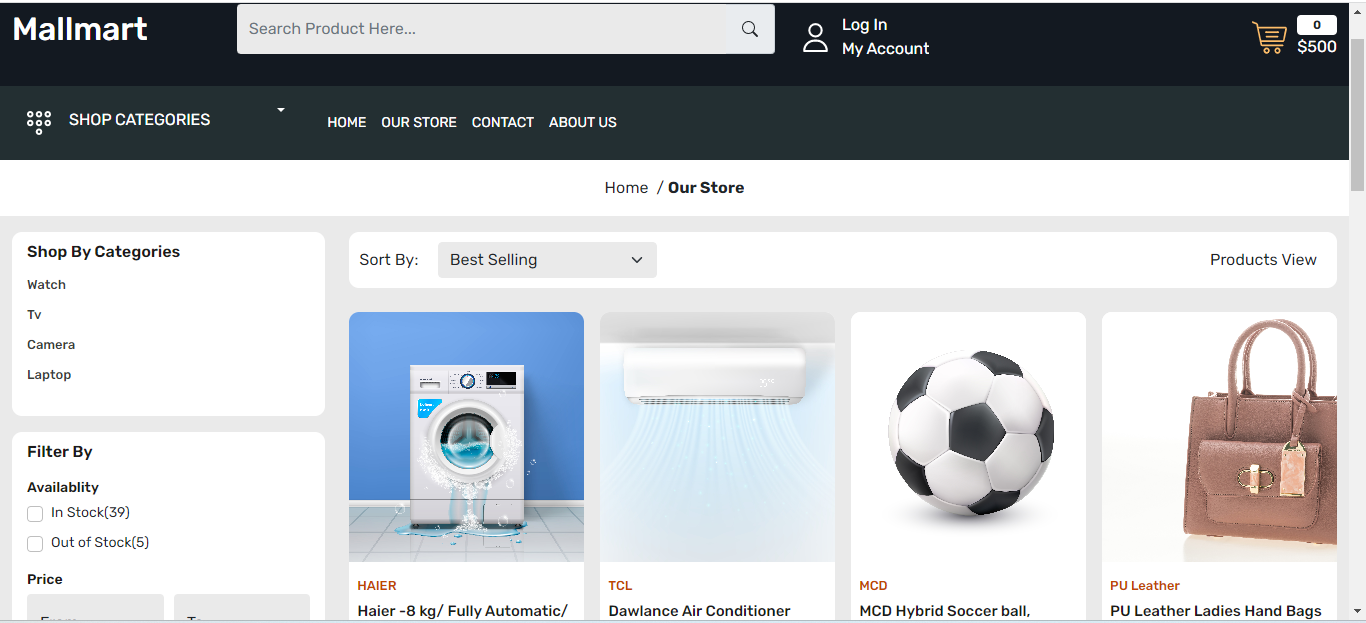 Mallmart
Search Product Here...
Log In
My Account
0
$500
SHOP CATEGORIES
HOME
OUR STORE
CONTACT
ABOUT US
Home / Our Store
Shop By Categories
Watch
Tv
Camera
Laptop
Filter By
Availablity
In Stock(39)
Out of Stock(5)
Price
Sort By:
Best Selling
Products View
HAIER
Haier -8 kg/ Fully Automatic/
TCL
Dawlance Air Conditioner
MCD
MCD Hybrid Soccer ball,
PU Leather
PU Leather Ladies Hand Bags